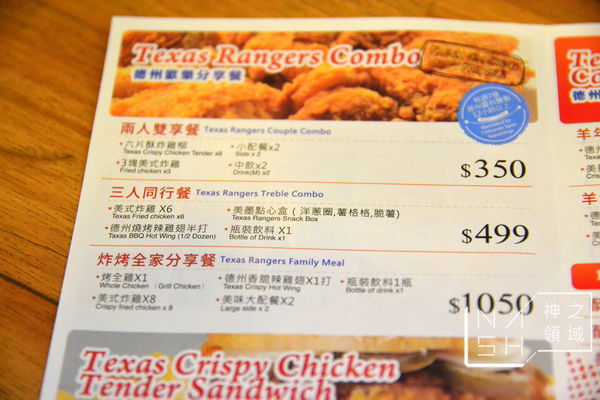 Texas Rangers Combo
德州歡樂分享餐
兩人雙享餐 Texas Rangers Couple Combo
・六片酥炸雞柳 ・小配餐x2
Texas Crispy Chicken Tender x6 Side x 2
・3塊美式炸雞 ・中飲x2
Fried chicken x3 Drink(M) x2
$350
三人同行餐 Texas Rangers Treble Combo
・美式炸雞 X6 ・美墨點心盒 ( 洋蔥圈,薯格格,脆薯)
Texas Fried chicken x6 Texas Rangers Snack Box
・德州燒烤辣雞翅半打 ・瓶裝飲料 X1
Texas BBQ Hot Wing (1/2 Dozen) Bottle of Drink x1
$499
炸烤全家分享餐 Texas Rangers Family Meal
・烤全雞X1 ・德州香脆辣雞翅X1打 ・瓶裝飲料1瓶
Whole Chicken (Grill Chicken) Texas Crispy Hot Wing Bottle of drink x1
・美式炸雞X8 ・美味大配餐X2
Crispy fried chicken x 8 Large side x 2
$1050
Texas Crispy Chicken
Tender Sandwich
德州
羊年
羊
NYSH
神之領域